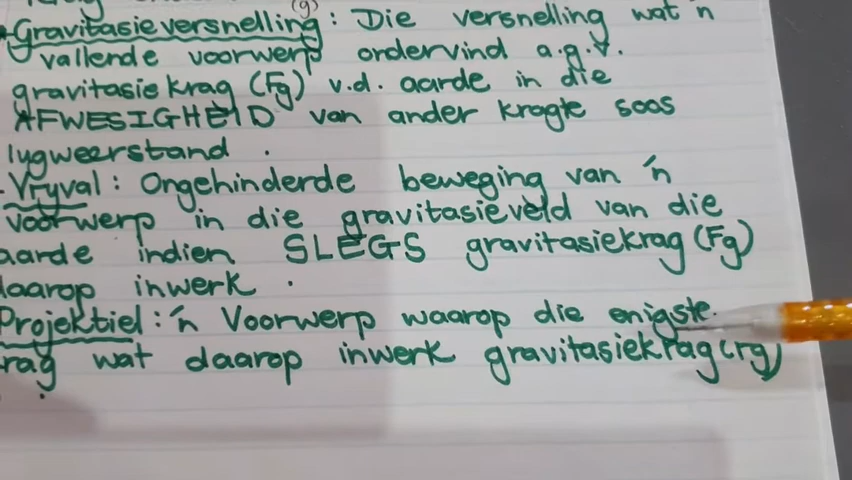 (g)
Gravitasieversnelling : Die versnelling wat 'n
vallende voorwerp ordervind a.g.v.
gravitasiekrag (Fg) v.d. aarde in die
AFWESIGHEID van ander kragte soos
lugweerstand .
- Vryval : Ongehinderde beweging van 'n
voorwerp in die gravitasieveld van die
aarde indien SLEGS gravitasiekrag (Fg)
daarop inwerk .
Projektiel : 'n Voorwerp waarop die enigste
rag wat daarop inwerk gravitasiekrag (Fg)
.